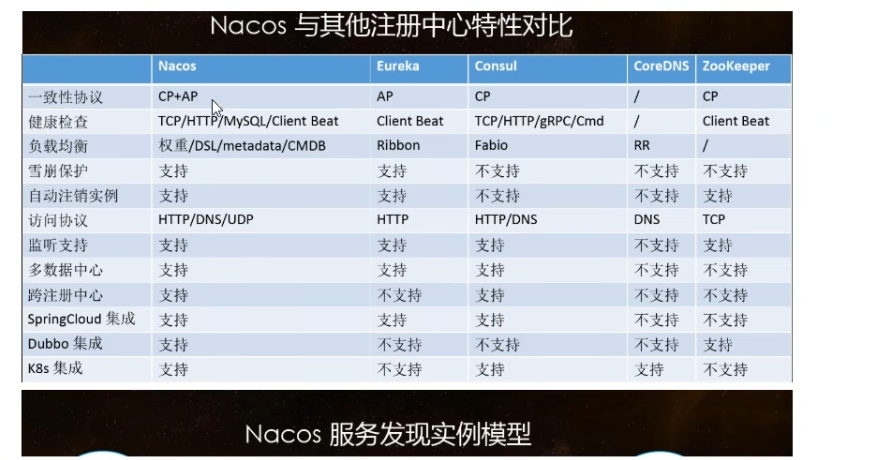 Nacos 与其他注册中心特性对比
Nacos Eureka Consul CoreDNS ZooKeeper
一致性协议 CP+AP AP CP / CP
健康检查 TCP/HTTP/MySQL/Client Beat Client Beat TCP/HTTP/gRPC/Cmd / Client Beat
负载均衡 权重/DSL/metadata/CMDB Ribbon Fabio RR /
雪崩保护 支持 支持 不支持 不支持 不支持
自动注销实例 支持 支持 不支持 不支持 支持
访问协议 HTTP/DNS/UDP HTTP HTTP/DNS DNS TCP
监听支持 支持 支持 支持 不支持 支持
多数据中心 支持 支持 支持 不支持 不支持
跨注册中心 支持 不支持 支持 不支持 不支持
SpringCloud 集成 支持 支持 支持 不支持 不支持
Dubbo 集成 支持 不支持 不支持 不支持 支持
K8s 集成 支持 不支持 支持 支持 不支持
Nacos 服务发现实例模型